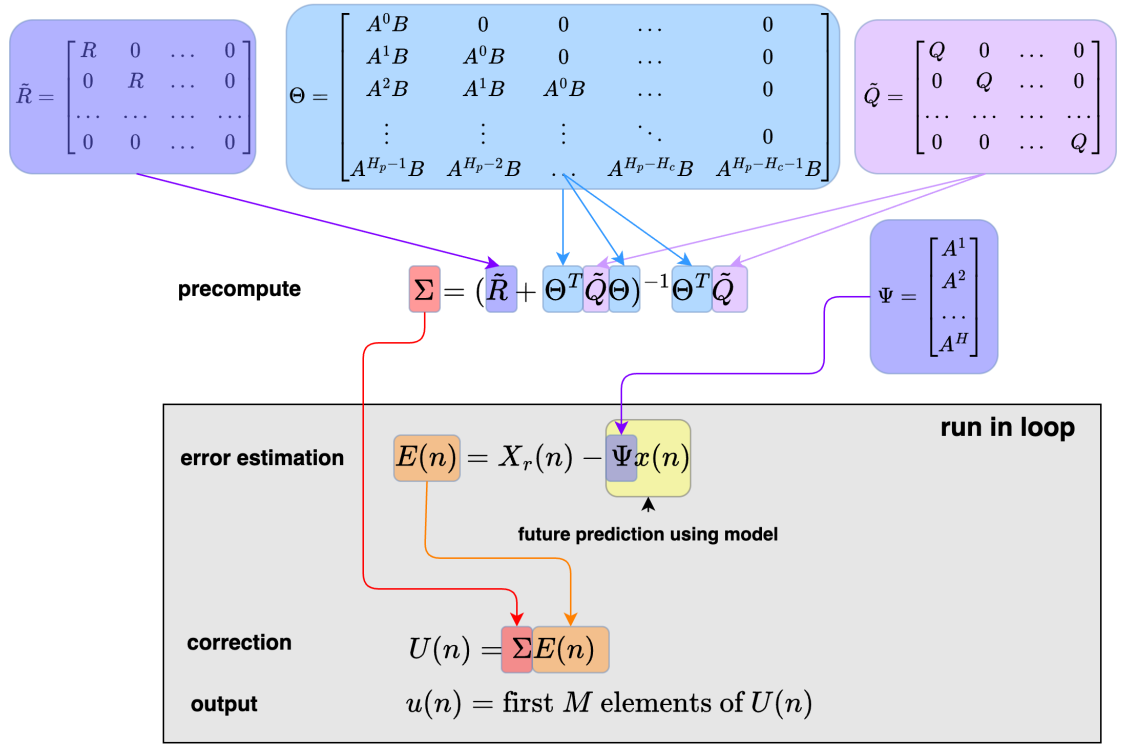 R̃ = [R 0 … 0
0 R … 0
… … … …
0 0 … 0]
Θ = [A⁰B 0 0 … 0
A¹B A⁰B 0 … 0
A²B A¹B A⁰B … 0
⋮ ⋮ ⋮ ⋱ 0
A^{H_p−1}B A^{H_p−2}B … A^{H_p−H_c}B A^{H_p−H_c−1}B]
Q̃ = [Q 0 … 0
0 Q … 0
… … … …
0 0 … Q]
precompute
Σ = (R̃ + Θ^T Q̃Θ)^{−1} Θ^T Q̃
Ψ = [A¹
A²
…
A^H]
run in loop
error estimation
E(n) = X_r(n) − Ψx(n)
future prediction using model
correction
U(n) = ΣE(n)
output
u(n) = first M elements of U(n)